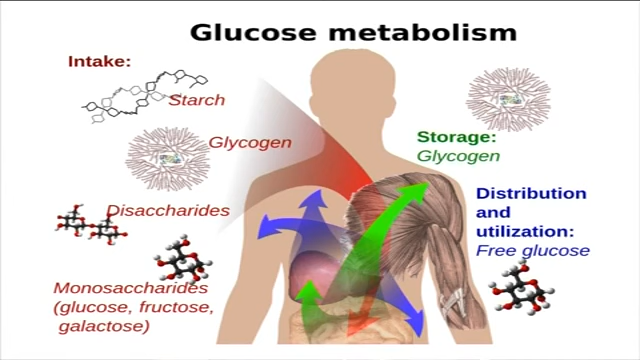 Glucose metabolism
Intake:
Starch
Glycogen
Disaccharides
Monosaccharides
(glucose, fructose,
galactose)
Storage:
Glycogen
Distribution
and
utilization:
Free glucose